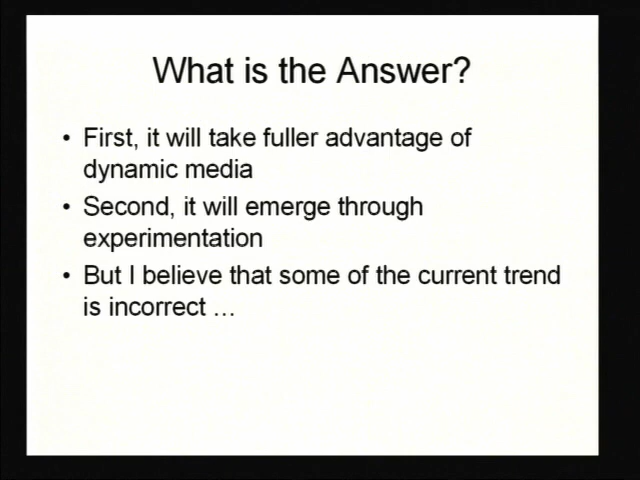 What is the Answer?
• First, it will take fuller advantage of
dynamic media
• Second, it will emerge through
experimentation
• But I believe that some of the current trend
is incorrect …